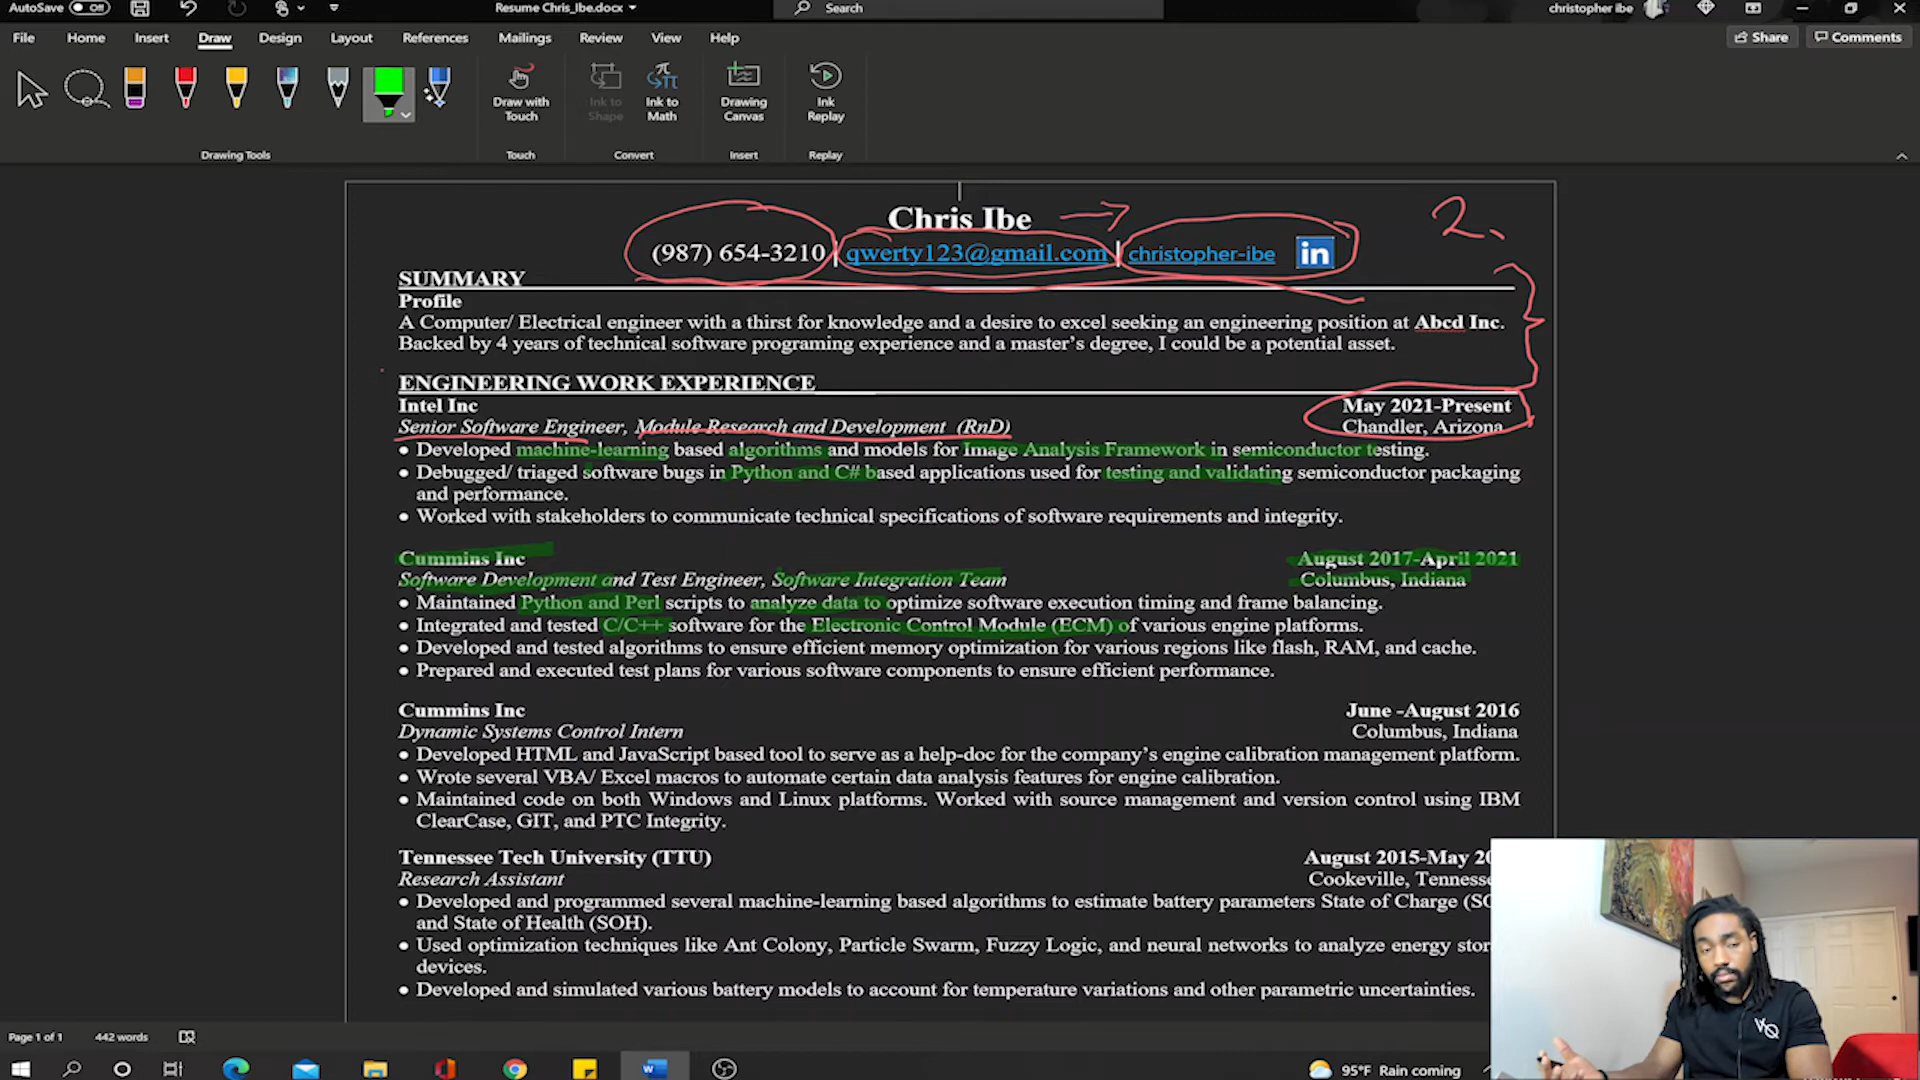 AutoSave Off
Resume Chris_Ibe.docx
Search
christopher ibe
File Home Insert Draw Design Layout References Mailings Review View Help
Share Comments
Draw with Touch
Ink to Shape
Ink to Math
Drawing Canvas
Ink Replay
Drawing Tools
Touch
Convert
Insert
Replay
Chris Ibe
2.
(987) 654-3210 | qwerty123@gmail.com | christopher-ibe in
SUMMARY
Profile
A Computer/ Electrical engineer with a thirst for knowledge and a desire to excel seeking an engineering position at Abcd Inc.
Backed by 4 years of technical software programing experience and a master's degree, I could be a potential asset.
ENGINEERING WORK EXPERIENCE
Intel Inc May 2021-Present
Senior Software Engineer, Module Research and Development (RnD) Chandler, Arizona
• Developed machine-learning based algorithms and models for Image Analysis Framework in semiconductor testing.
• Debugged/ triaged software bugs in Python and C# based applications used for testing and validating semiconductor packaging
and performance.
• Worked with stakeholders to communicate technical specifications of software requirements and integrity.
Cummins Inc August 2017-April 2021
Software Development and Test Engineer, Software Integration Team Columbus, Indiana
• Maintained Python and Perl scripts to analyze data to optimize software execution timing and frame balancing.
• Integrated and tested C/C++ software for the Electronic Control Module (ECM) of various engine platforms.
• Developed and tested algorithms to ensure efficient memory optimization for various regions like flash, RAM, and cache.
• Prepared and executed test plans for various software components to ensure efficient performance.
Cummins Inc June -August 2016
Dynamic Systems Control Intern Columbus, Indiana
• Developed HTML and JavaScript based tool to serve as a help-doc for the company's engine calibration management platform.
• Wrote several VBA/ Excel macros to automate certain data analysis features for engine calibration.
• Maintained code on both Windows and Linux platforms. Worked with source management and version control using IBM
ClearCase, GIT, and PTC Integrity.
Tennessee Tech University (TTU) August 2015-May 20
Research Assistant Cookeville, Tennesse
• Developed and programmed several machine-learning based algorithms to estimate battery parameters State of Charge (SO
and State of Health (SOH).
• Used optimization techniques like Ant Colony, Particle Swarm, Fuzzy Logic, and neural networks to analyze energy stor
devices.
• Developed and simulated various battery models to account for temperature variations and other parametric uncertainties.
Page 1 of 1 442 words
95°F Rain coming